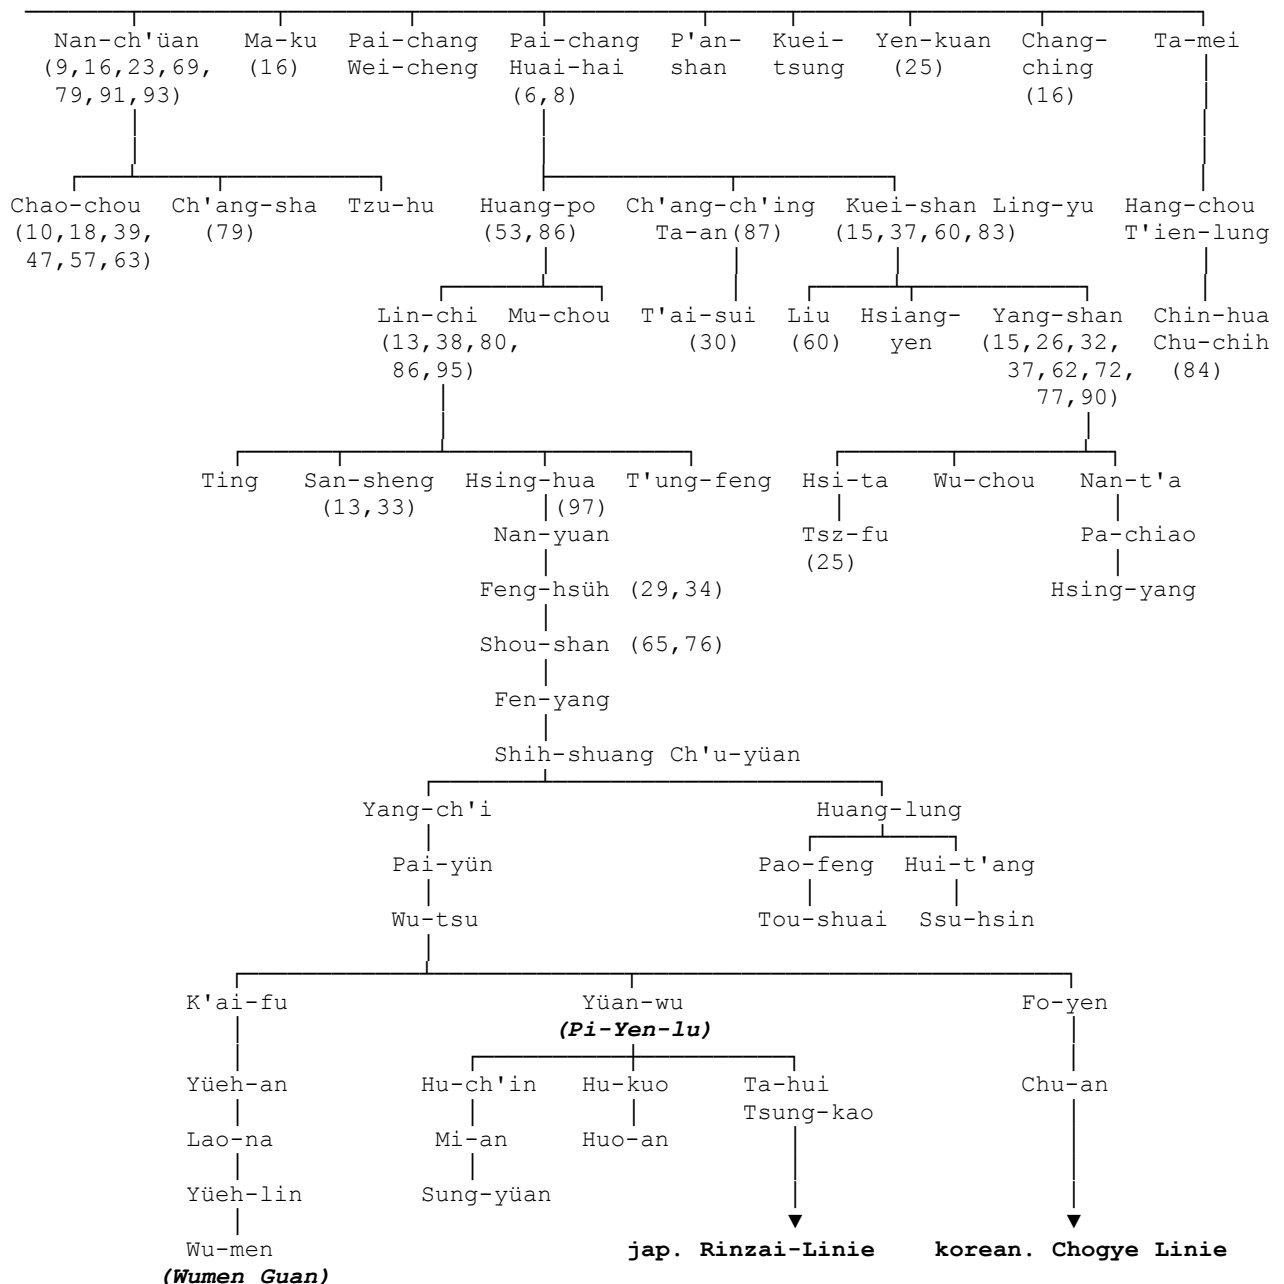 Nan-ch'üan Ma-ku Pai-chang Pai-chang P'an- Kuei- Yen-kuan Chang- Ta-mei
(9,16,23,69, (16) Wei-cheng Huai-hai shan tsung (25) ching
79,91,93) (6,8) (16)
Chao-chou Ch'ang-sha Tzu-hu Huang-po Ch'ang-ch'ing Kuei-shan Ling-yu Hang-chou
(10,18,39, (79) (53,86) Ta-an(87) (15,37,60,83) T'ien-lung
47,57,63)
Lin-chi Mu-chou T'ai-sui Liu Hsiang- Yang-shan Chin-hua
(13,38,80, (30) (60) yen (15,26,32, Chu-chih
86,95) 37,62,72, (84)
77,90)
Ting San-sheng Hsing-hua T'ung-feng Hsi-ta Wu-chou Nan-t'a
(13,33) (97)
Nan-yuan Tsz-fu Pa-chiao
(25)
Feng-hsüh (29,34) Hsing-yang
Shou-shan (65,76)
Fen-yang
Shih-shuang Ch'u-yüan
Yang-ch'i Huang-lung
Pai-yün Pao-feng Hui-t'ang
Wu-tsu Tou-shuai Ssu-hsin
K'ai-fu Yüan-wu Fo-yen
(Pi-Yen-lu)
Yüeh-an Hu-ch'in Hu-kuo Ta-hui Chu-an
Tsung-kao
Lao-na Mi-an Huo-an
Yüeh-lin Sung-yüan
Wu-men jap. Rinzai-Linie korean. Chogye Linie
(Wumen Guan)